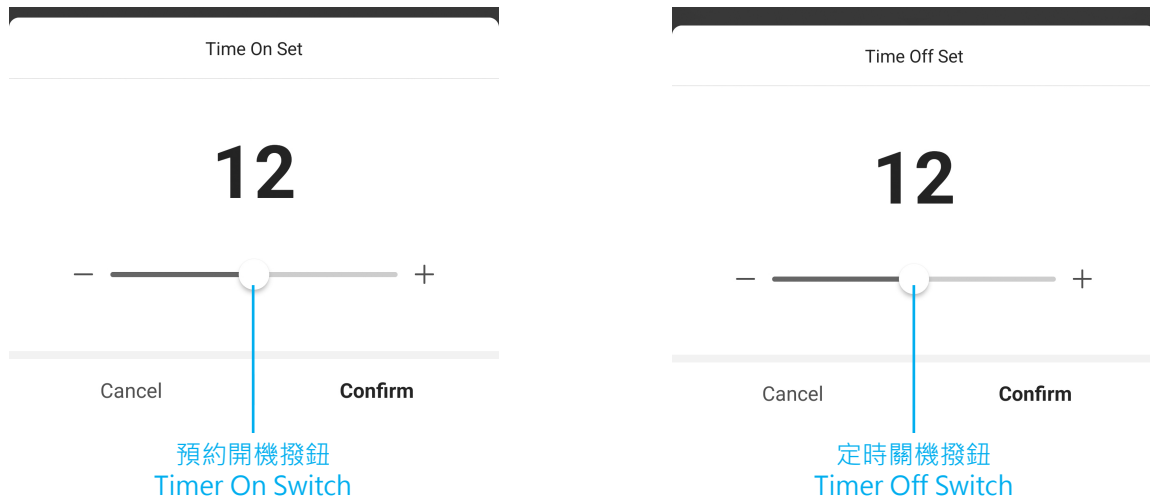 Time On Set
12
Cancel
Confirm
預約開機撥鈕
Timer On Switch
Time Off Set
12
Cancel
Confirm
定時關機撥鈕
Timer Off Switch